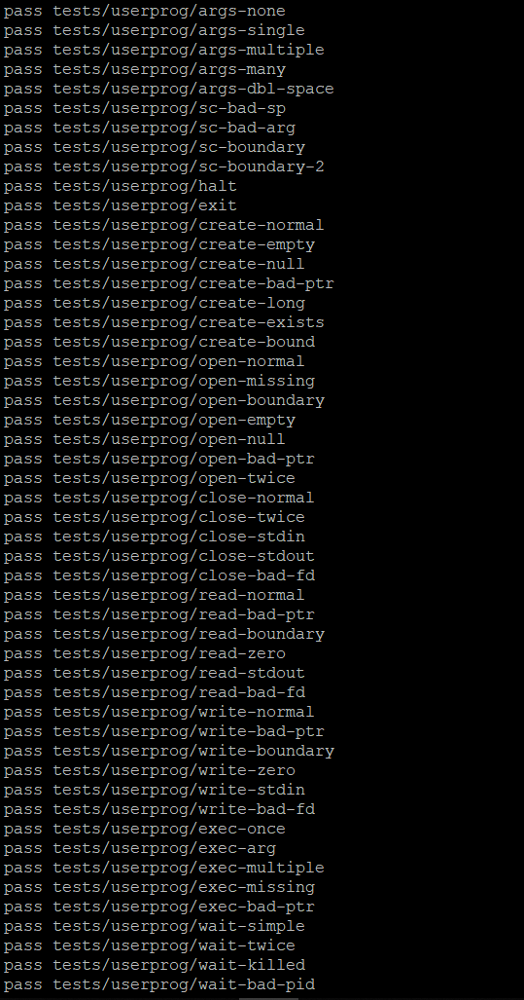 pass tests/userprog/args-none
pass tests/userprog/args-single
pass tests/userprog/args-multiple
pass tests/userprog/args-many
pass tests/userprog/args-dbl-space
pass tests/userprog/sc-bad-sp
pass tests/userprog/sc-bad-arg
pass tests/userprog/sc-boundary
pass tests/userprog/sc-boundary-2
pass tests/userprog/halt
pass tests/userprog/exit
pass tests/userprog/create-normal
pass tests/userprog/create-empty
pass tests/userprog/create-null
pass tests/userprog/create-bad-ptr
pass tests/userprog/create-long
pass tests/userprog/create-exists
pass tests/userprog/create-bound
pass tests/userprog/open-normal
pass tests/userprog/open-missing
pass tests/userprog/open-boundary
pass tests/userprog/open-empty
pass tests/userprog/open-null
pass tests/userprog/open-bad-ptr
pass tests/userprog/open-twice
pass tests/userprog/close-normal
pass tests/userprog/close-twice
pass tests/userprog/close-stdin
pass tests/userprog/close-stdout
pass tests/userprog/close-bad-fd
pass tests/userprog/read-normal
pass tests/userprog/read-bad-ptr
pass tests/userprog/read-boundary
pass tests/userprog/read-zero
pass tests/userprog/read-stdout
pass tests/userprog/read-bad-fd
pass tests/userprog/write-normal
pass tests/userprog/write-bad-ptr
pass tests/userprog/write-boundary
pass tests/userprog/write-zero
pass tests/userprog/write-stdin
pass tests/userprog/write-bad-fd
pass tests/userprog/exec-once
pass tests/userprog/exec-arg
pass tests/userprog/exec-multiple
pass tests/userprog/exec-missing
pass tests/userprog/exec-bad-ptr
pass tests/userprog/wait-simple
pass tests/userprog/wait-twice
pass tests/userprog/wait-killed
pass tests/userprog/wait-bad-pid